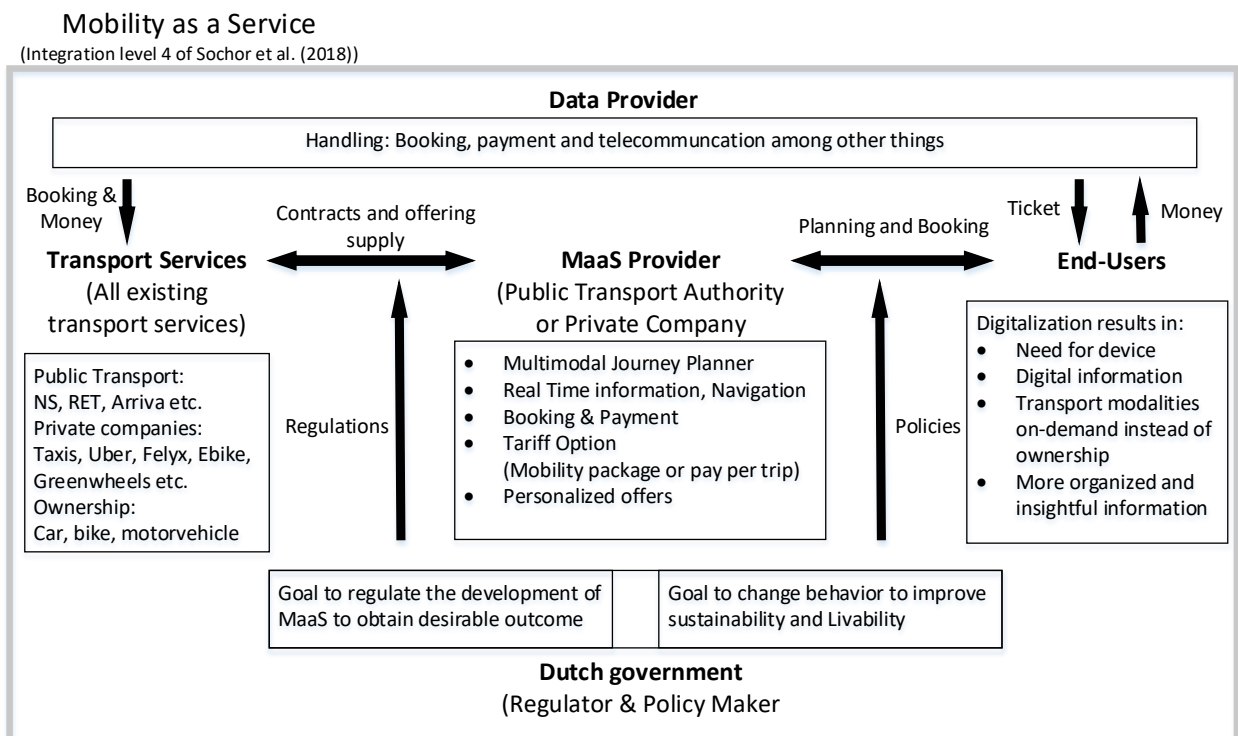 Mobility as a Service
(Integration level 4 of Sochor et al. (2018))
Data Provider
Handling: Booking, payment and telecommuncation among other things
Booking &
Money
Contracts and offering
supply
Planning and Booking
Ticket
Money
Transport Services
(All existing
transport services)
MaaS Provider
(Public Transport Authority
or Private Company
End-Users
Public Transport:
NS, RET, Arriva etc.
Private companies:
Taxis, Uber, Felyx, Ebike,
Greenwheels etc.
Ownership:
Car, bike, motorvehicle
Regulations
• Multimodal Journey Planner
• Real Time information, Navigation
• Booking & Payment
• Tariff Option
(Mobility package or pay per trip)
• Personalized offers
Policies
Digitalization results in:
• Need for device
• Digital information
• Transport modalities
on-demand instead of
ownership
• More organized and
insightful information
Goal to regulate the development of
MaaS to obtain desirable outcome
Goal to change behavior to improve
sustainability and Livability
Dutch government
(Regulator & Policy Maker